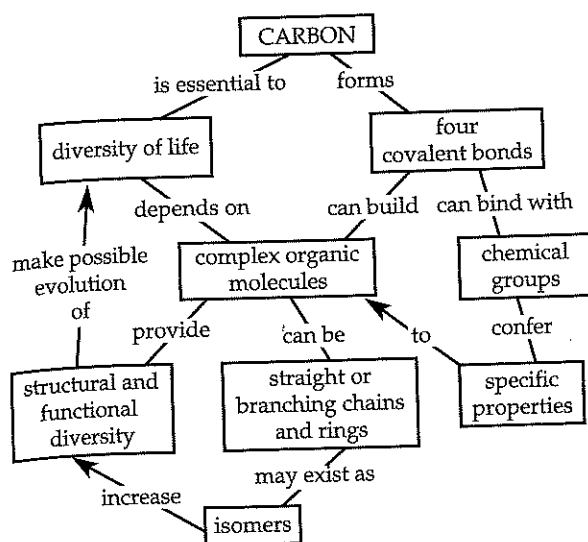 CARBON
is essential to
forms
diversity of life
four
covalent bonds
depends on
can build
can bind with
make possible
evolution
of
complex organic
molecules
chemical
groups
provide
can be
to
confer
structural and
functional
diversity
straight or
branching chains
and rings
specific
properties
increase
may exist as
isomers